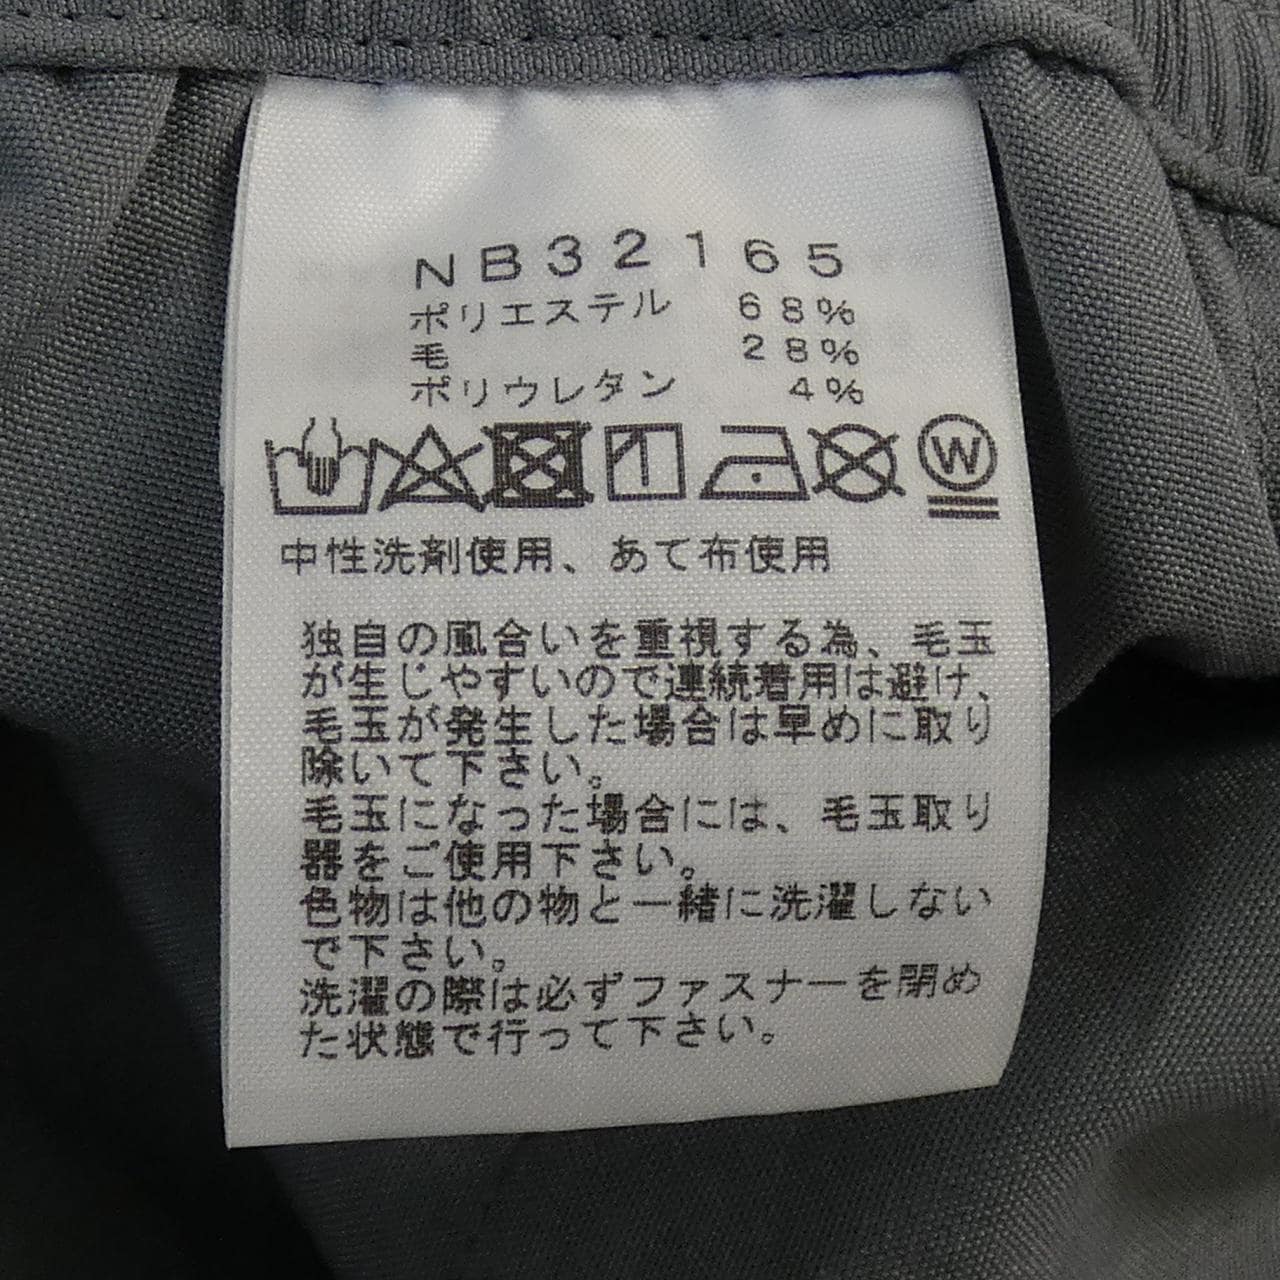 NB32165
ポリエステル 68%
毛 28%
ポリウレタン 4%
W
中性洗剤使用、あて布使用
独自の風合いを重視する為、毛玉
が生じやすいので連続着用は避け、
毛玉が発生した場合は早めに取り
除いて下さい。
毛玉になった場合には、毛玉取り
器をご使用下さい。
色物は他の物と一緒に洗濯しない
で下さい。
洗濯の際は必ずファスナーを閉め
た状態で行って下さい。